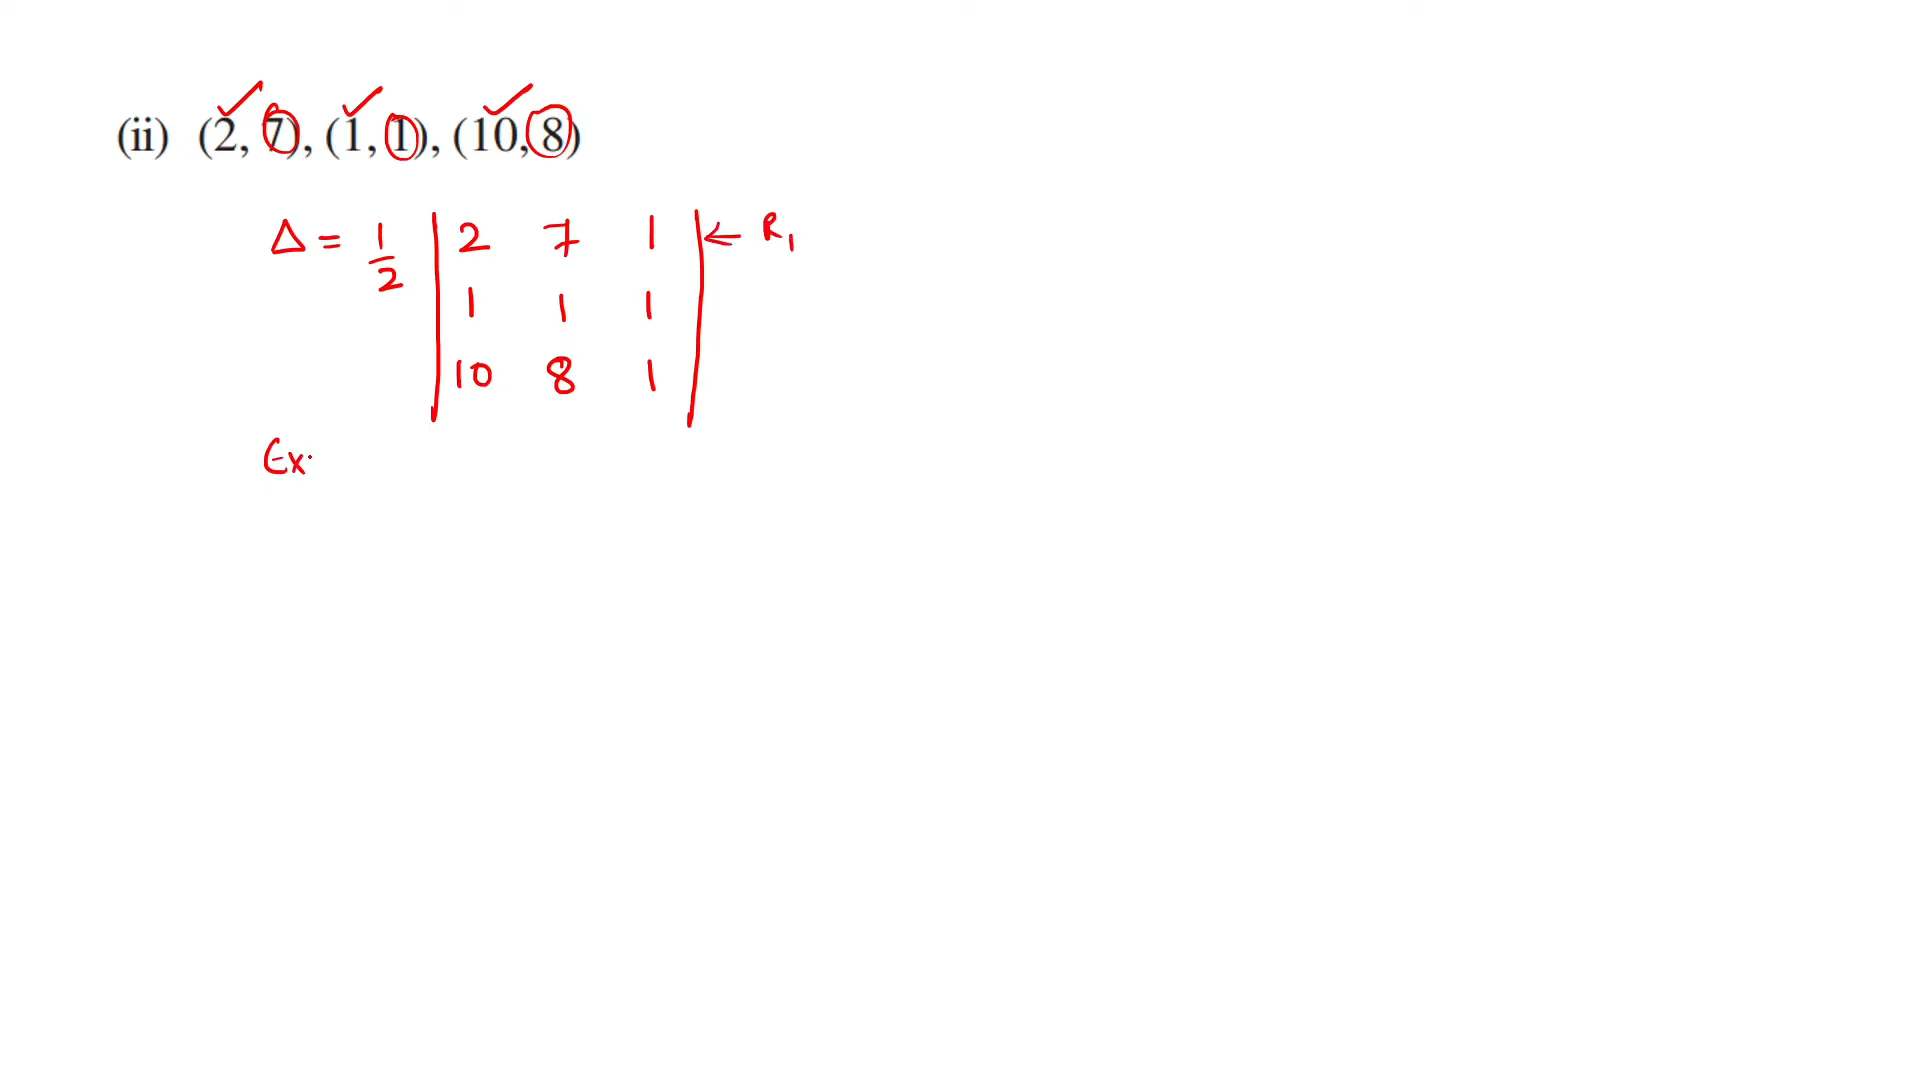 (ii) (2, 7), (1, 1), (10, 8)
Δ = 1/2 | 2 7 1 | ← R₁
1 1 1
10 8 1
Ex